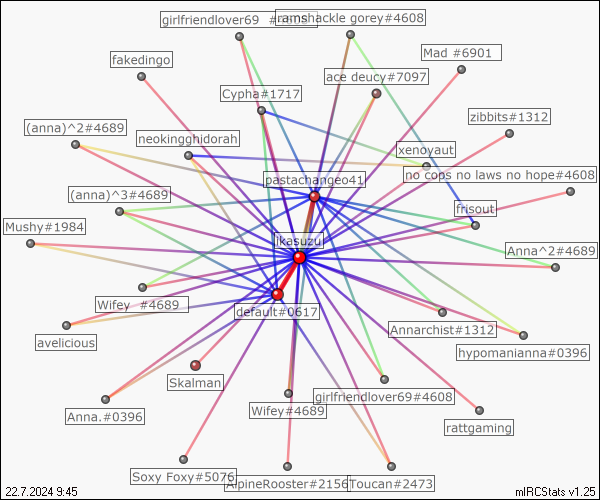 girlfriendlover69
ramshackle gorey#4608
Mad #6901
fakedingo
ace deucy#7097
Cypha#1717
zibbits#1312
(anna)^2#4689
neokingghidorah
xenoyaut
pastachangeo41
no cops no laws no hope#4608
(anna)^3#4689
frisout
Mushy#1984
jkasuzu
Anna^2#4689
Wifey #4689
default#0617
Annarchist#1312
avelicious
hypomanianna#0396
Skalman
girlfriendlover69#4608
Anna.#0396
Wifey#4689
rattgaming
Soxy Foxy#5076
AlpineRooster#2156
Toucan#2473
22.7.2024 9:45
mIRCStats v1.25